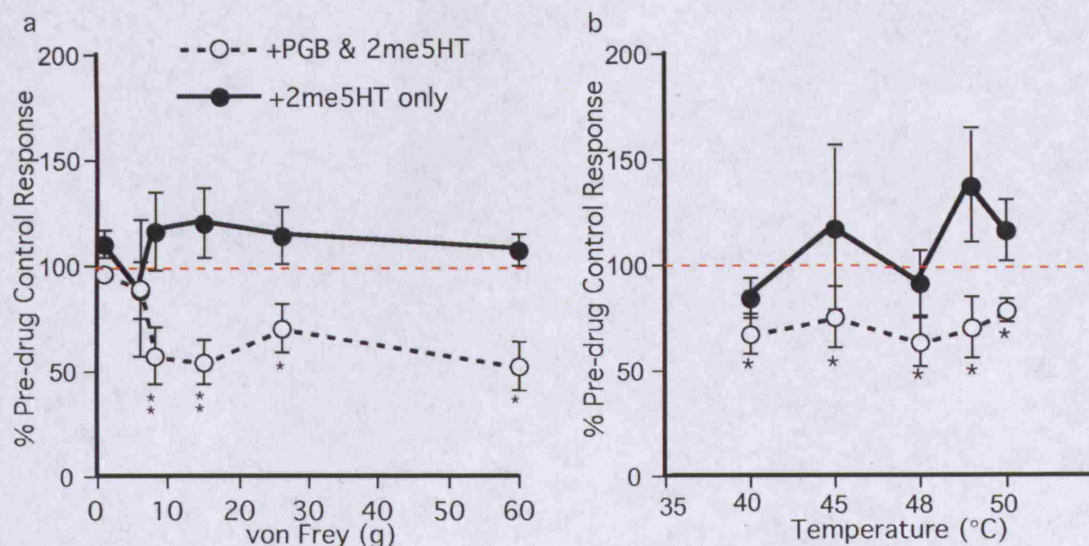 a
200
150
100
50
0
% Pre-drug Control Response
+PGB & 2me5HT
+2me5HT only
* *
* *
*
*
0 10 20 30 40 50 60
von Frey (g)
b
200
150
100
50
0
% Pre-drug Control Response
*
*
*
*
*
35 40 45 48 49 50
Temperature (°C)